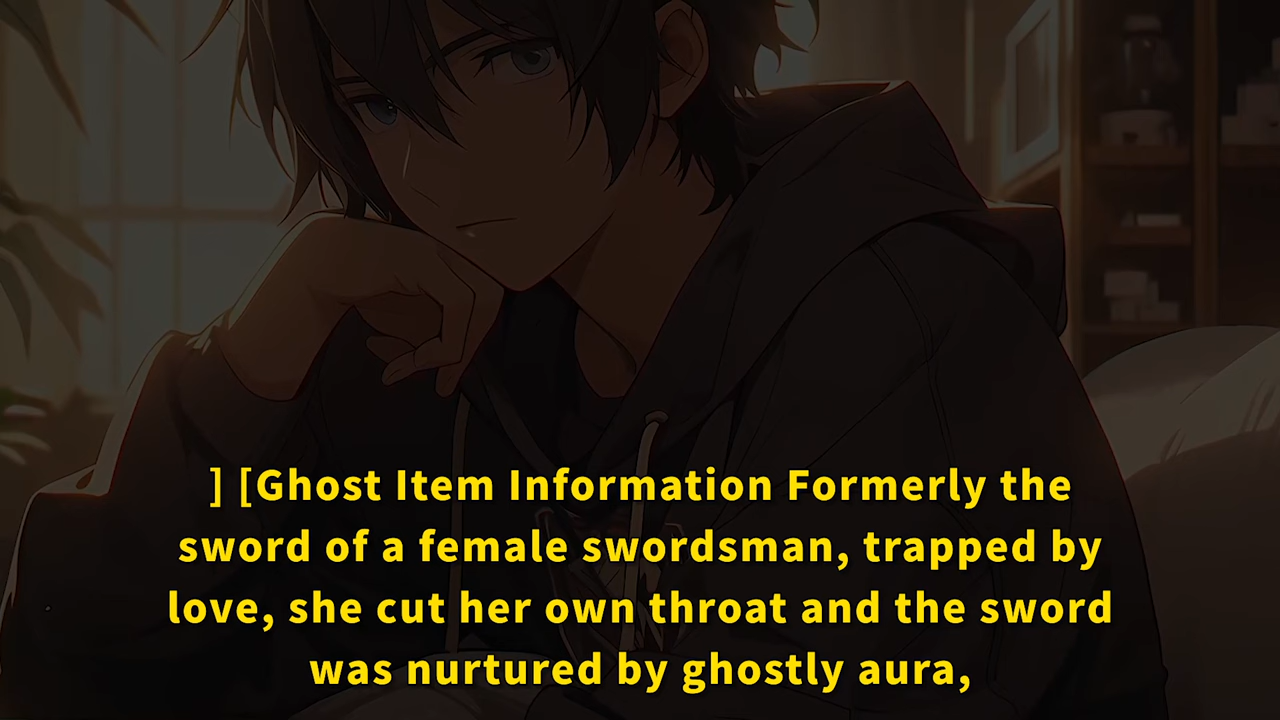 ] [Ghost Item Information Formerly the
sword of a female swordsman, trapped by
love, she cut her own throat and the sword
was nurtured by ghostly aura,